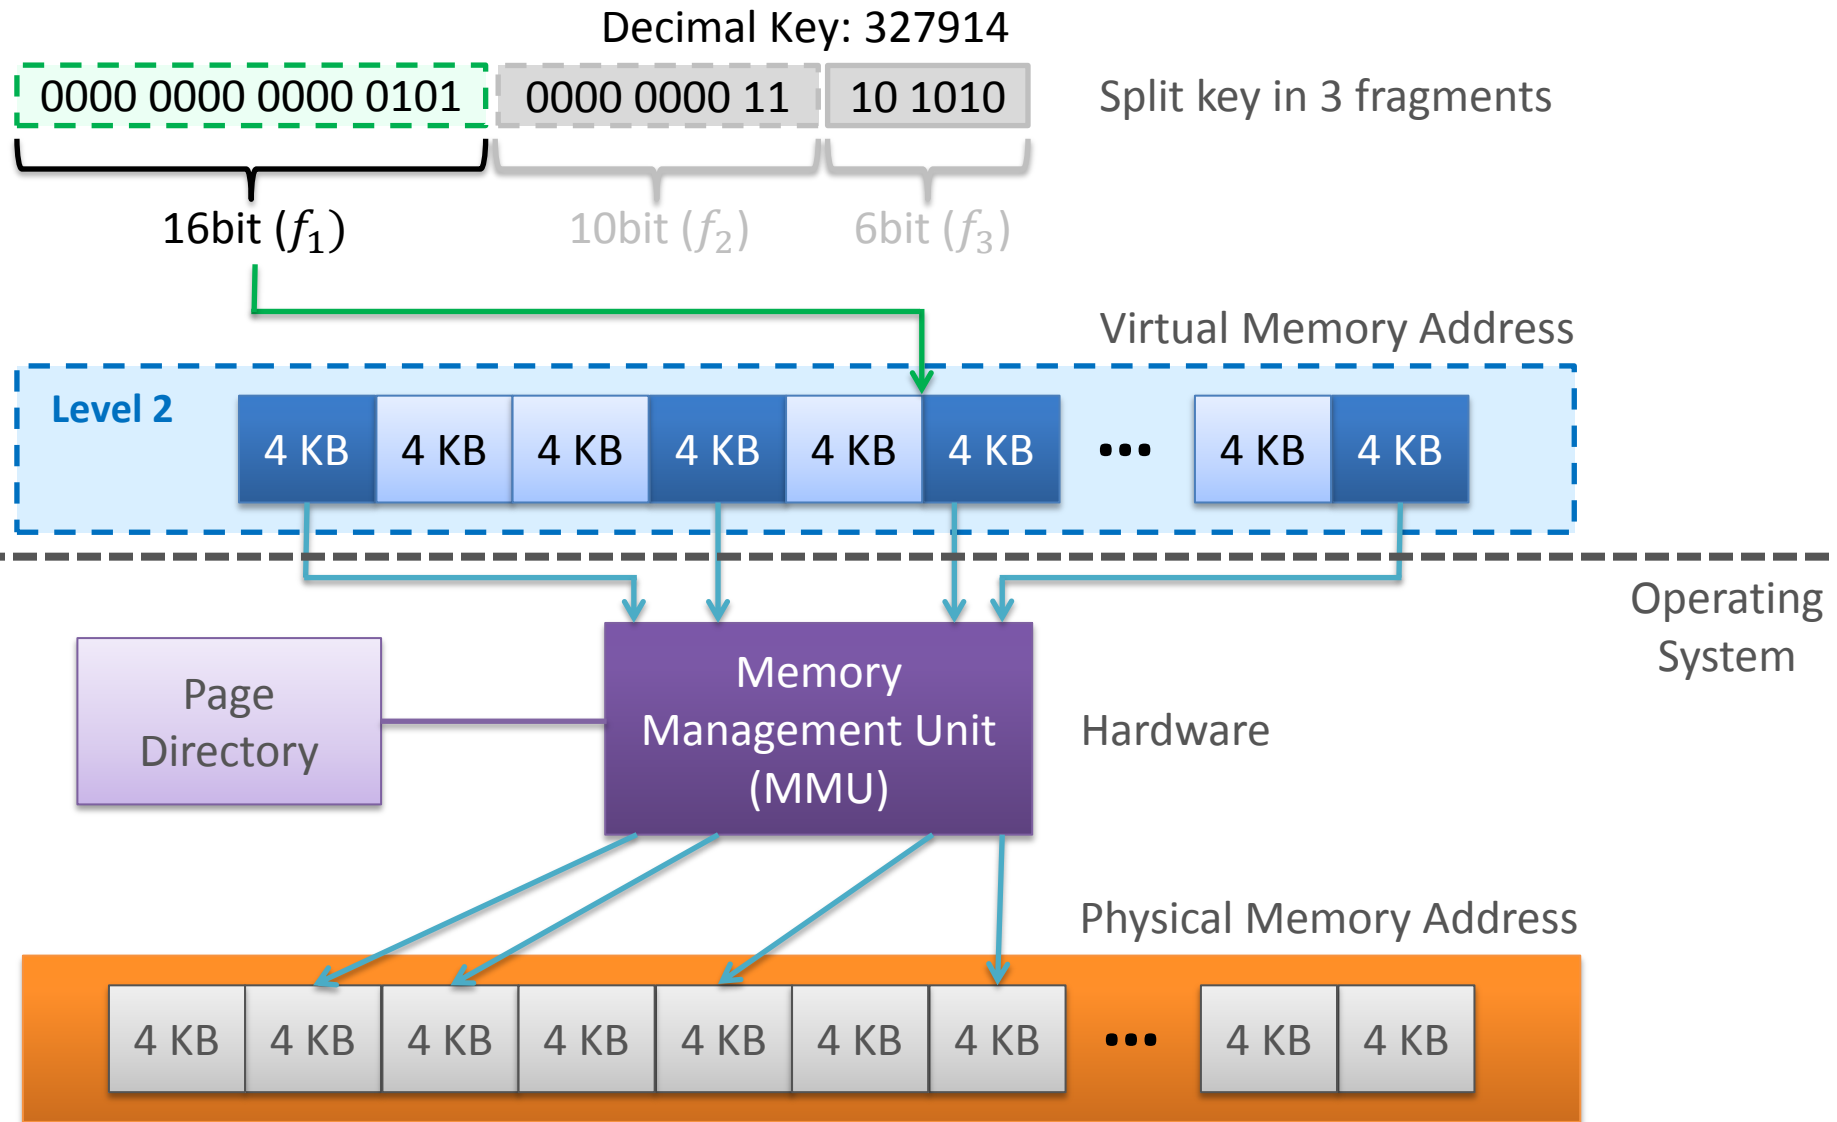 Decimal Key: 327914
0000 0000 0000 0101 0000 0000 11 10 1010 Split key in 3 fragments
16bit (f₁) 10bit (f₂) 6bit (f₃)
Virtual Memory Address
Level 2
4 KB 4 KB 4 KB 4 KB 4 KB 4 KB ... 4 KB 4 KB
Operating
System
Page
Directory
Memory
Management Unit
(MMU)
Hardware
Physical Memory Address
4 KB 4 KB 4 KB 4 KB 4 KB 4 KB 4 KB ... 4 KB 4 KB